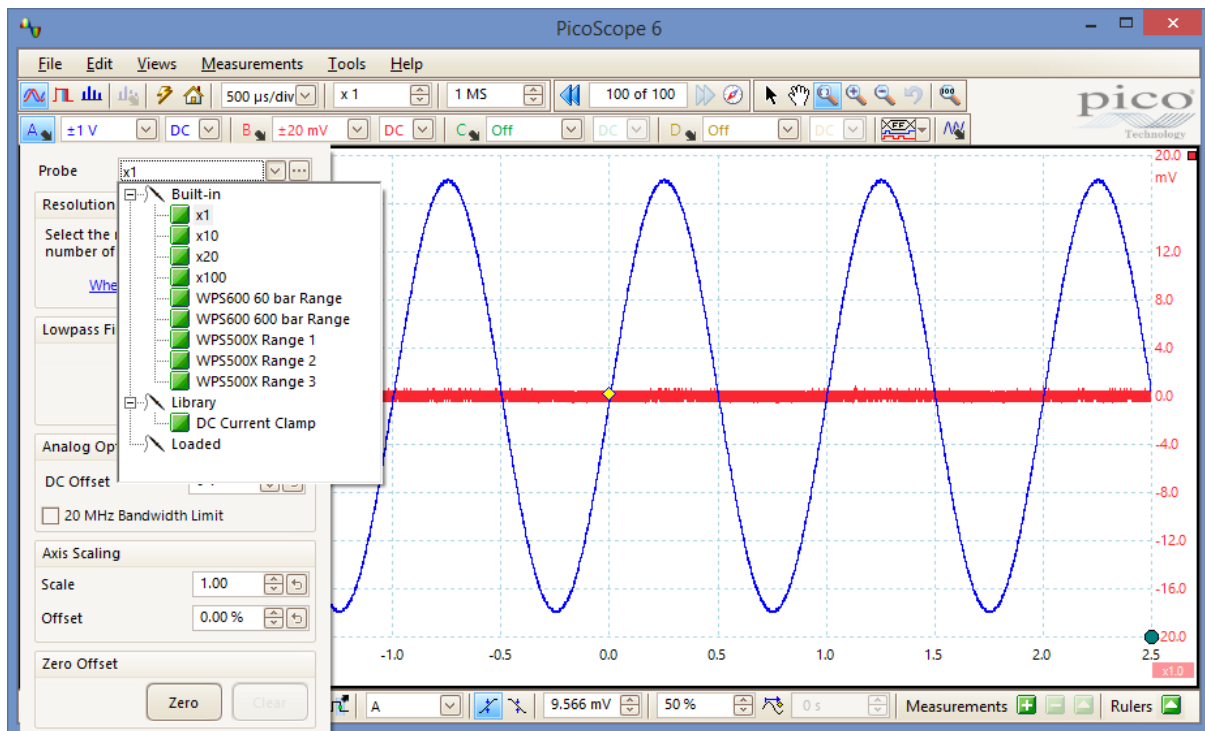 PicoScope 6
File Edit Views Measurements Tools Help
500 µs/div x 1 1 MS 100 of 100
pico
Technology
A ±1 V DC B ±20 mV DC C Off DC D Off DC
Probe x1
Built-in
x1
x10
x20
x100
WPS600 60 bar Range
WPS600 600 bar Range
WPS500X Range 1
WPS500X Range 2
WPS500X Range 3
Library
DC Current Clamp
Loaded
Resolution
Select the
number of
Whe
Lowpass Fi
Analog Op
DC Offset
20 MHz Bandwidth Limit
Axis Scaling
Scale 1.00
Offset 0.00 %
Zero Offset
Zero Clear
20.0
mV
12.0
8.0
4.0
0.0
-4.0
-8.0
-12.0
-16.0
20.0
-1.0 -0.5 0.0 0.5 1.0 1.5 2.0 2.5
x1.0
A 9.566 mV 50 % 0 s Measurements Rulers